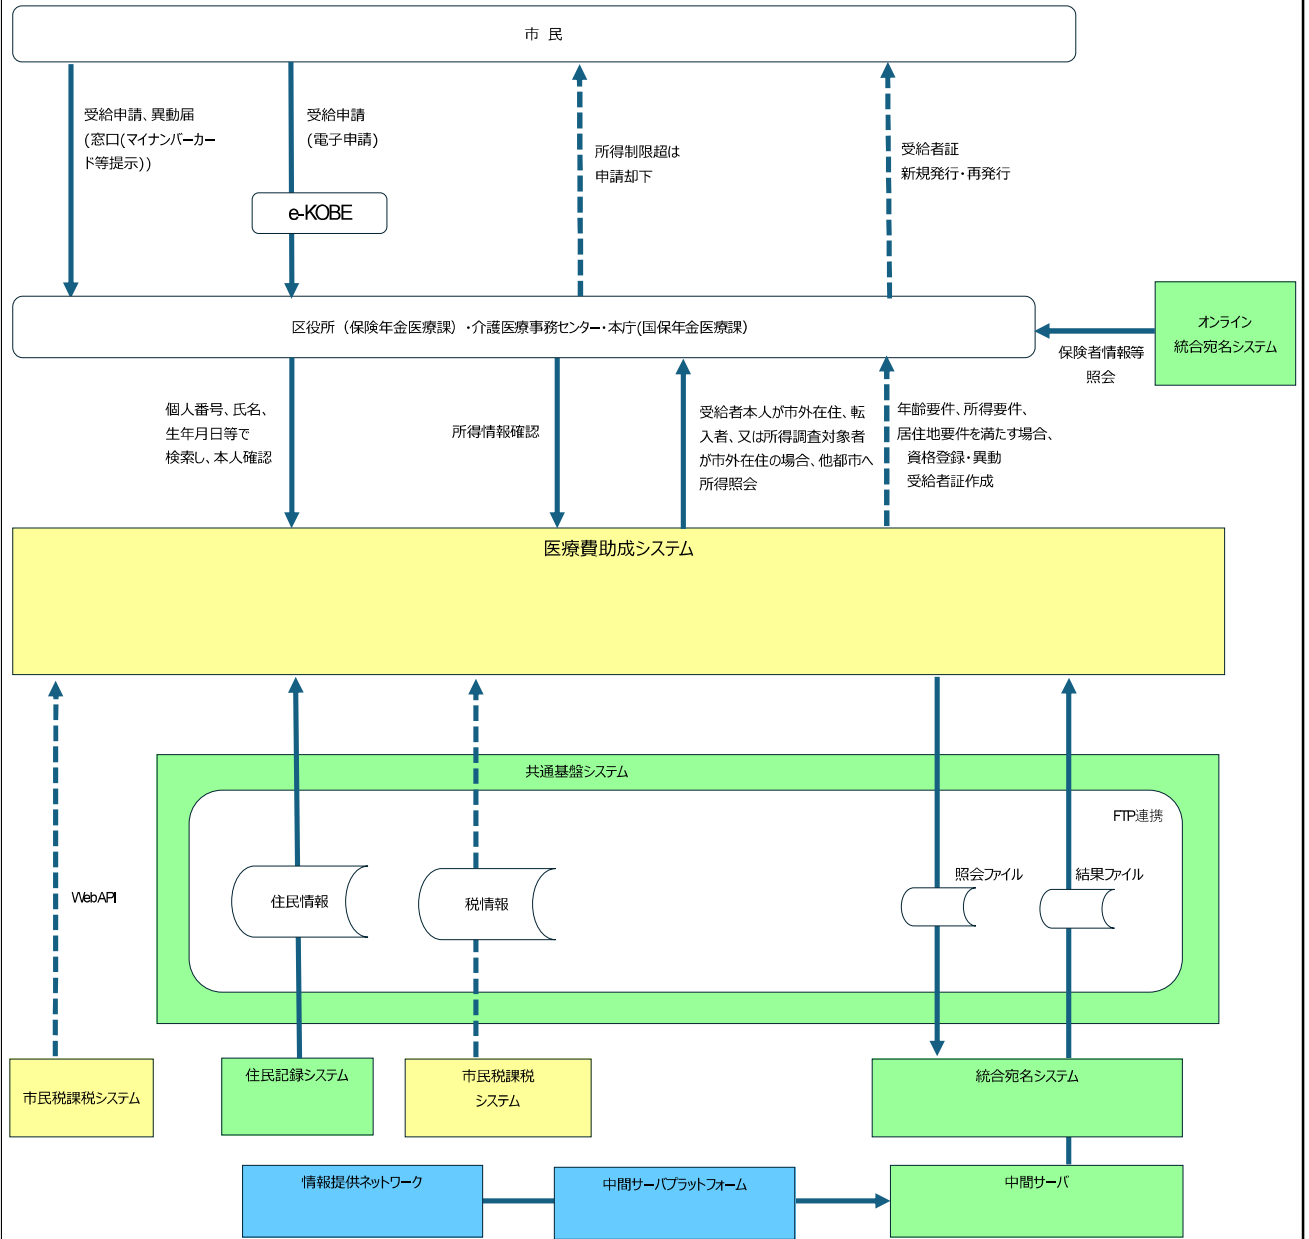 市 民
受給申請、異動届
(窓口(マイナンバーカー
ド等提示))
受給申請
(電子申請)
所得制限超は
申請却下
受給者証
新規発行・再発行
e-KOBE
区役所（保険年金医療課）・介護医療事務センター・本庁(国保年金医療課)
オンライン
統合宛名システム
保険者情報等
照会
個人番号、氏名、
生年月日等で
検索し、本人確認
所得情報確認
受給者本人が市外在住、転
入者、又は所得調査対象者
が市外在住の場合、他都市へ
所得照会
年齢要件、所得要件、
居住地要件を満たす場合、
資格登録・異動
受給者証作成
医療費助成システム
共通基盤システム
FTP連携
WebAPI
住民情報
税情報
照会ファイル
結果ファイル
市民税課税システム
住民記録システム
市民税課税
システム
統合宛名システム
情報提供ネットワーク
中間サーバプラットフォーム
中間サーバ